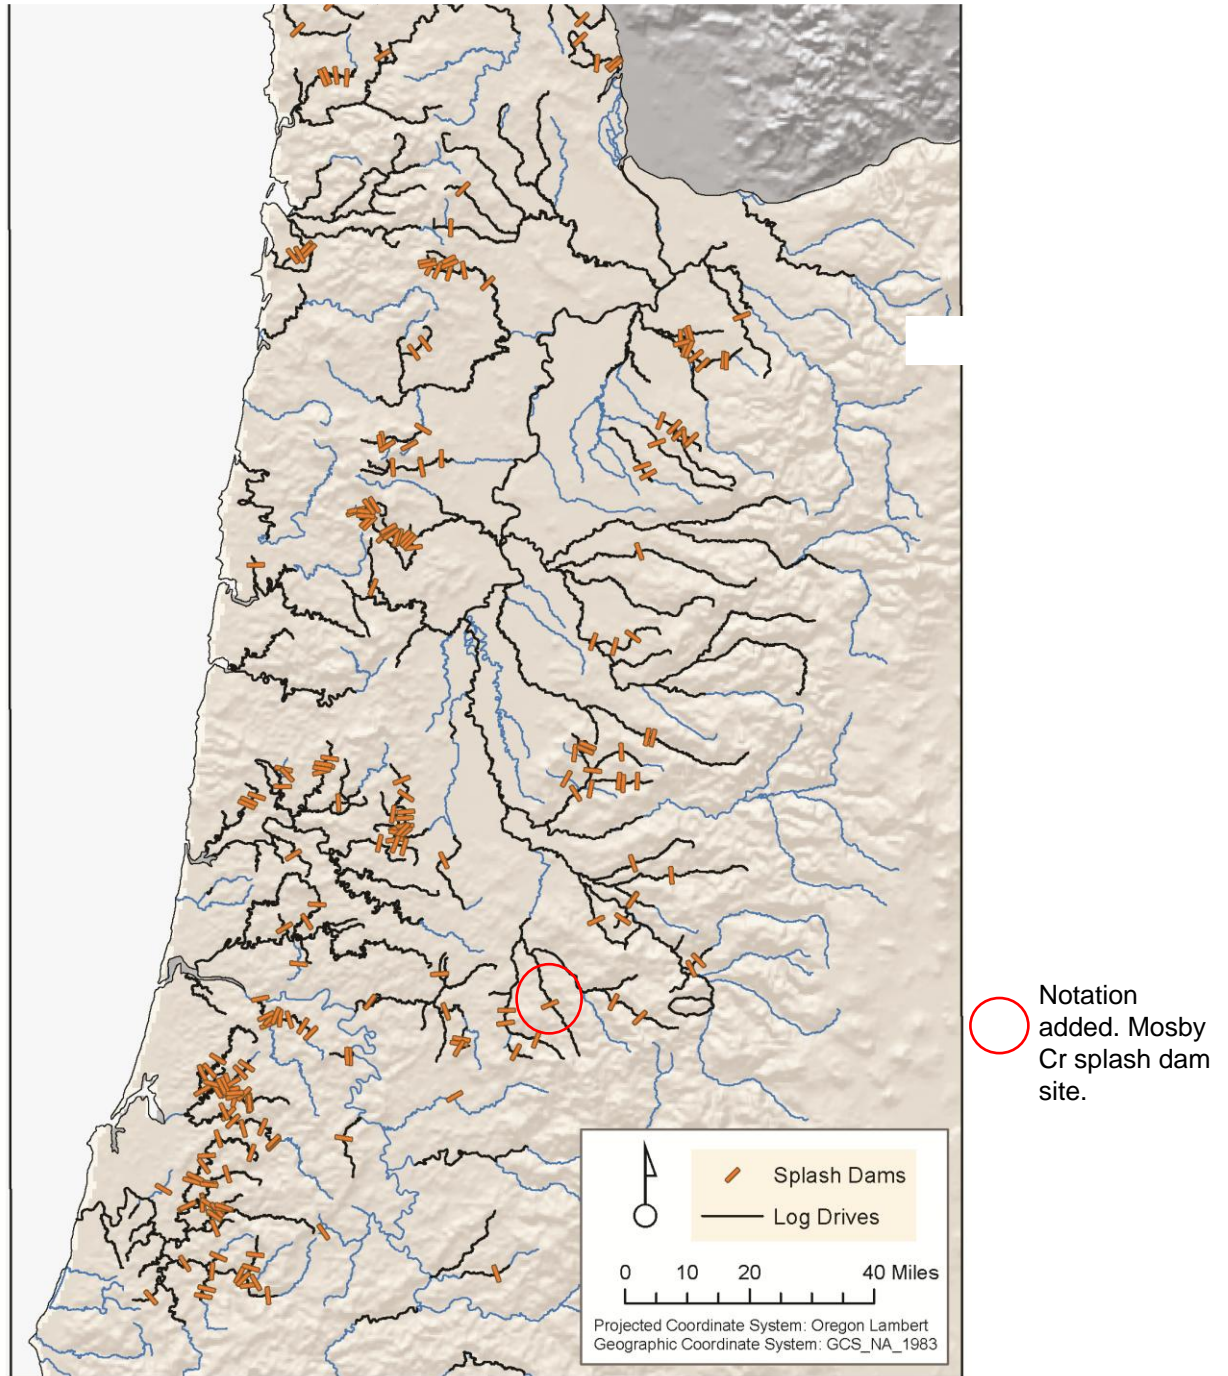 Notation
added. Mosby
Cr splash dam
site.
Splash Dams
Log Drives
0 10 20 40 Miles
Projected Coordinate System: Oregon Lambert
Geographic Coordinate System: GCS_NA_1983